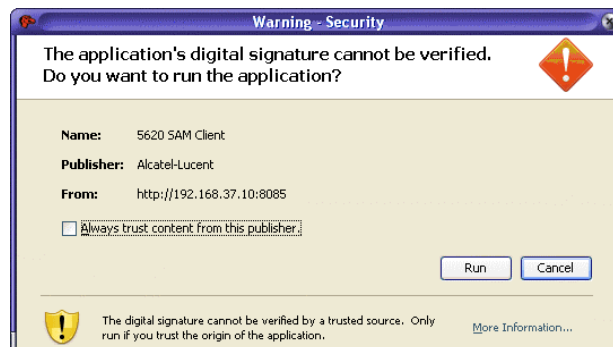 Warning - Security
The application's digital signature cannot be verified.
Do you want to run the application?
Name: 5620 SAM Client
Publisher: Alcatel-Lucent
From: http://192.168.37.10:8085
Always trust content from this publisher.
Run Cancel
The digital signature cannot be verified by a trusted source. Only
run if you trust the origin of the application.
More Information...